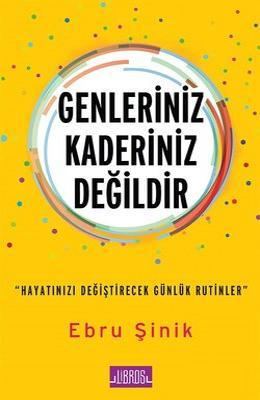 GENLERİNİZ
KADERİNİZ
DEĞİLDİR
"HAYATINIZI DEĞİŞTİRECEK GÜNLÜK RUTİNLER"
Ebru Şinik
LIBROS